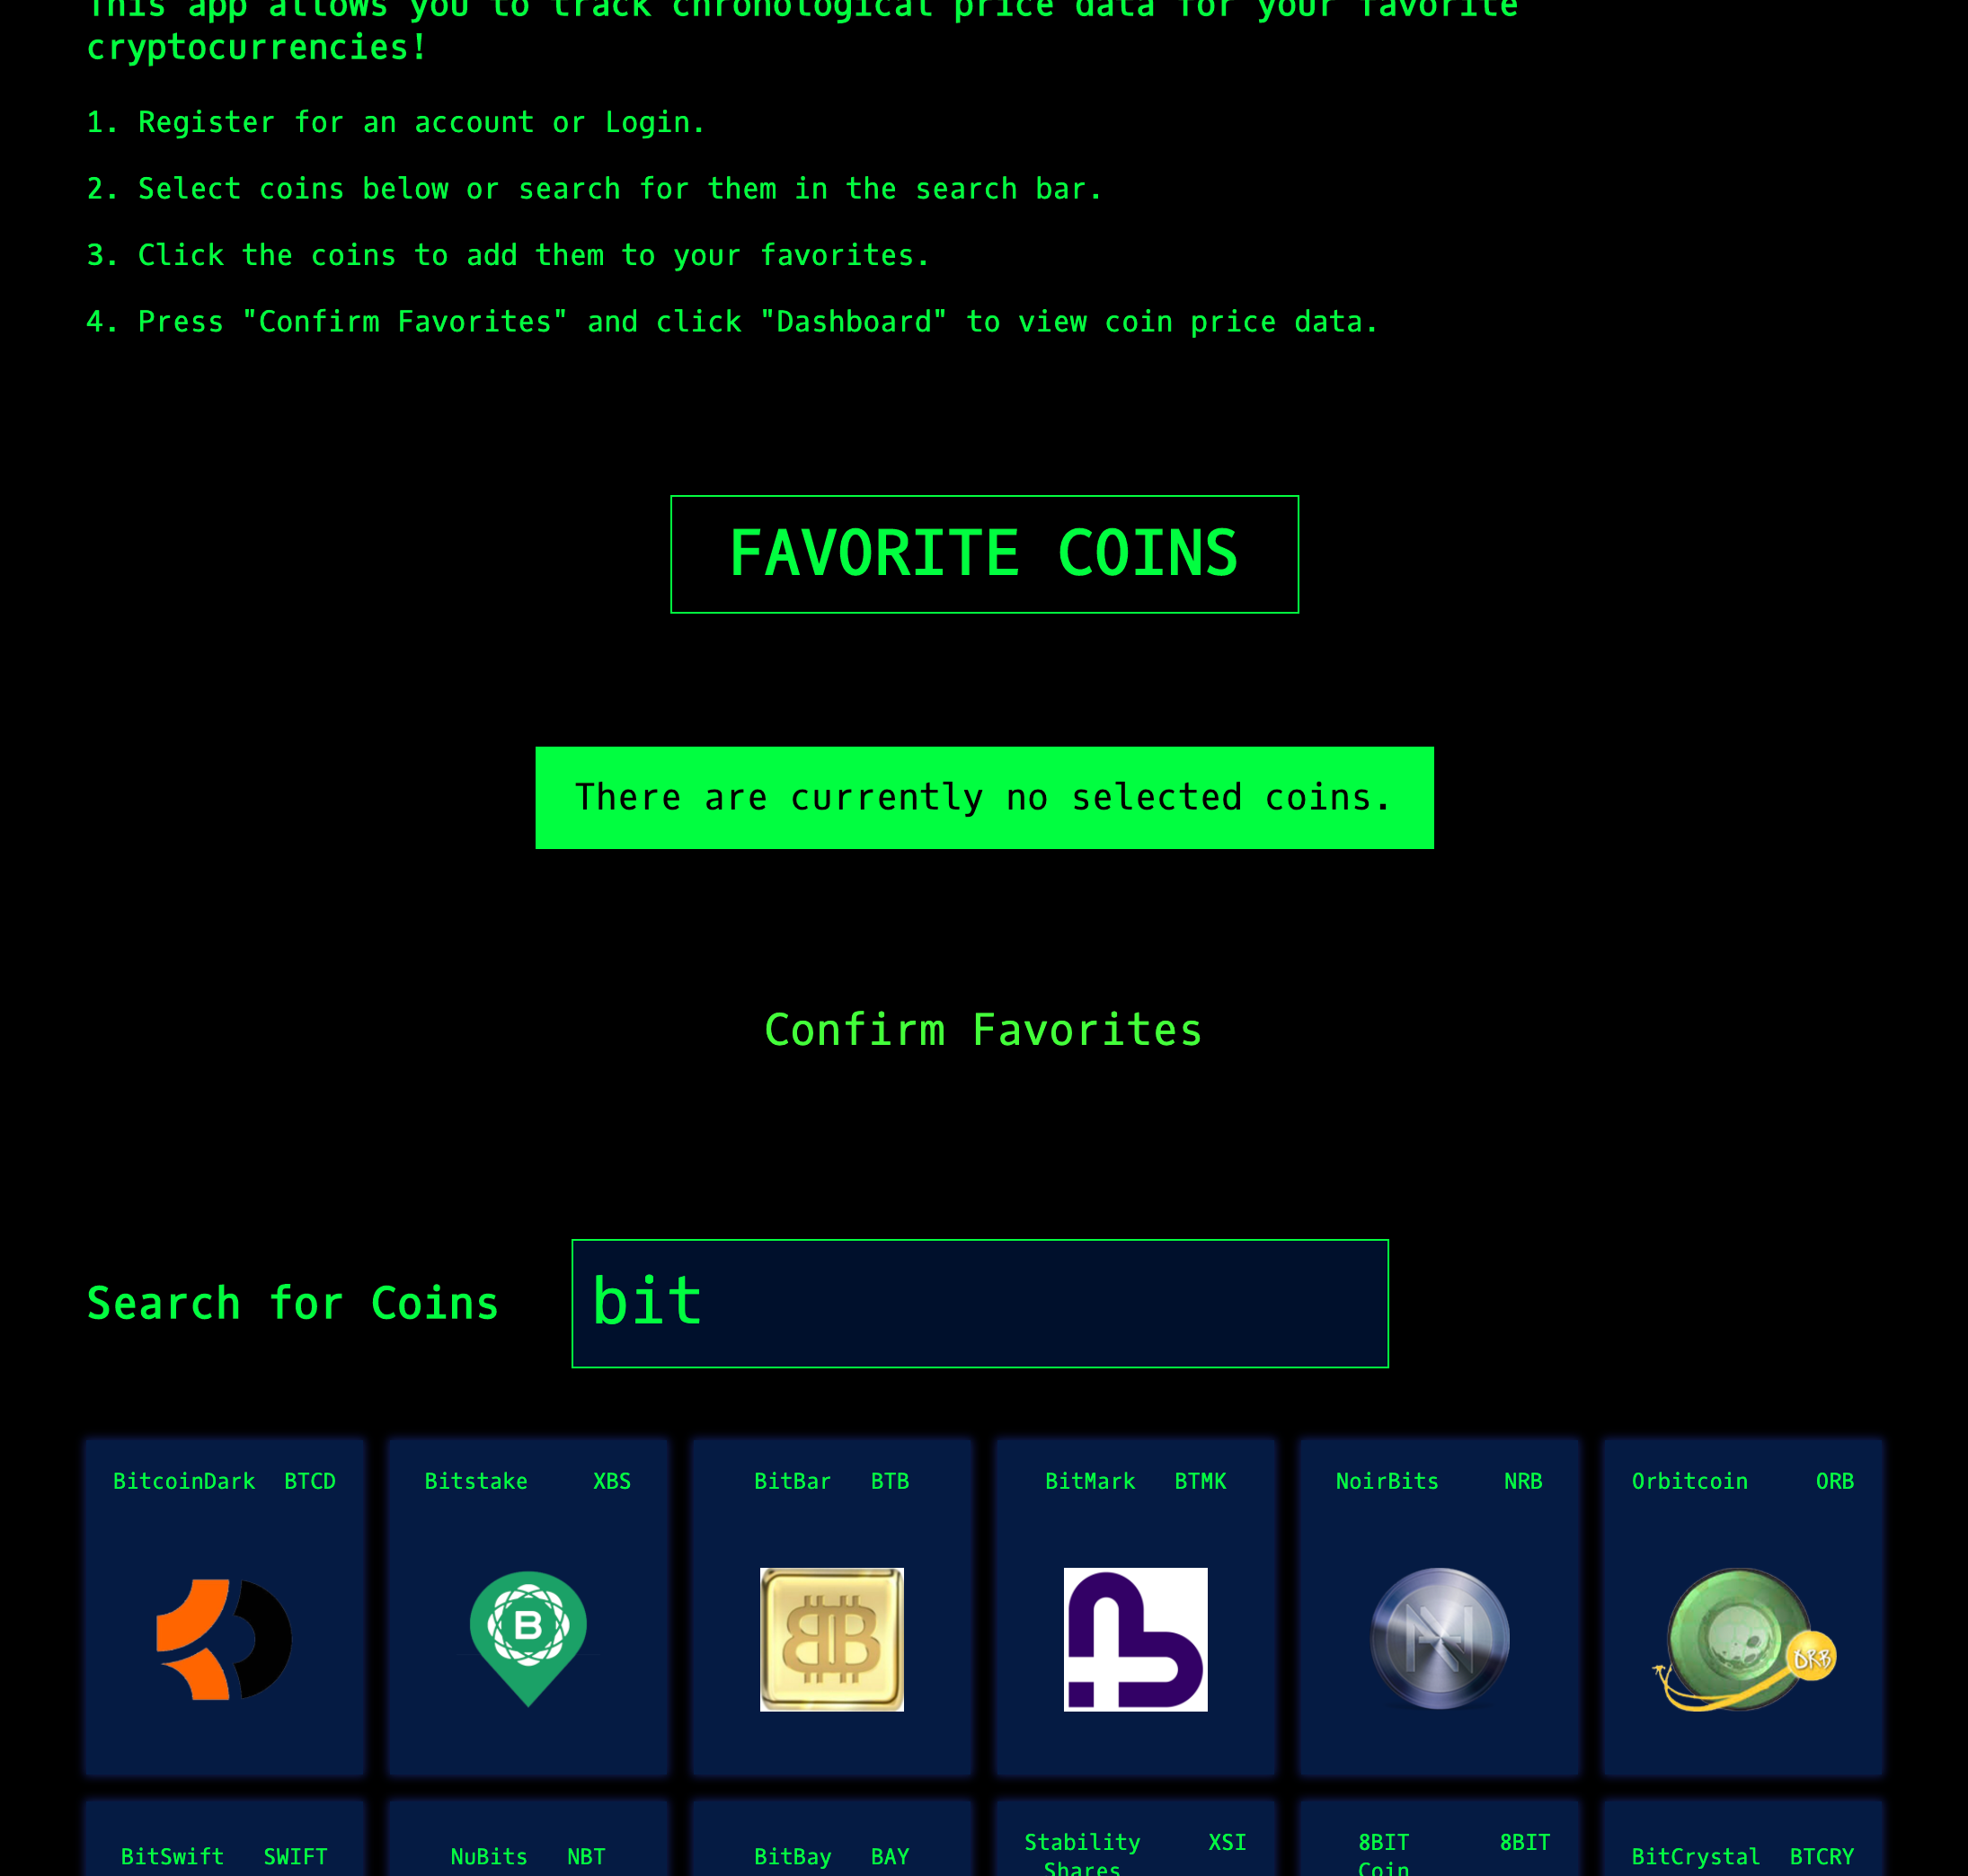 This app allows you to track chronological price data for your favorite
cryptocurrencies!
1. Register for an account or Login.
2. Select coins below or search for them in the search bar.
3. Click the coins to add them to your favorites.
4. Press "Confirm Favorites" and click "Dashboard" to view coin price data.
FAVORITE COINS
There are currently no selected coins.
Confirm Favorites
Search for Coins bit
BitcoinDark BTCD Bitstake XBS BitBar BTB BitMark BTMK NoirBits NRB Orbitcoin ORB
B
ORB
BitSwift SWIFT NuBits NBT BitBay BAY Stability XSI 8BIT 8BIT BitCrystal BTCRY
Shares Coin